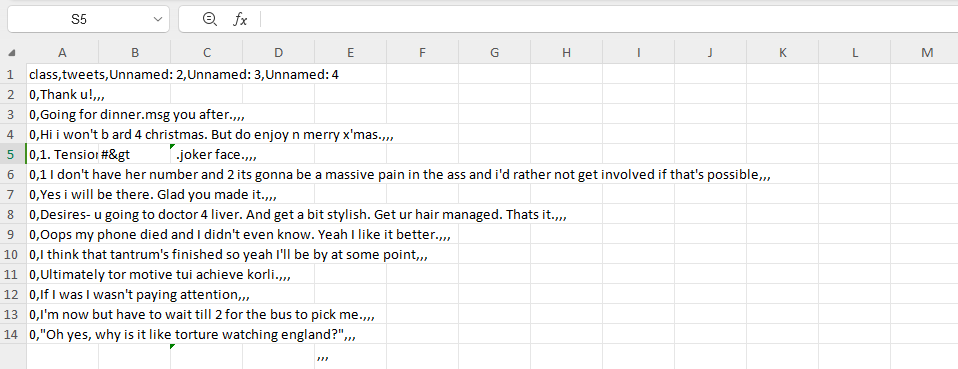 S5
fx
A B C D E F G H I J K L M
1 class,tweets,Unnamed: 2,Unnamed: 3,Unnamed: 4
2 0,Thank u!,,,
3 0,Going for dinner.msg you after.,,,
4 0,Hi i won't b ard 4 christmas. But do enjoy n merry x'mas.,,,
5 0,1. Tension #&gt .joker face.,,,
6 0,1 I don't have her number and 2 its gonna be a massive pain in the ass and i'd rather not get involved if that's possible,,,
7 0,Yes i will be there. Glad you made it.,,,
8 0,Desires- u going to doctor 4 liver. And get a bit stylish. Get ur hair managed. Thats it.,,,
9 0,Oops my phone died and I didn't even know. Yeah I like it better.,,,
10 0,I think that tantrum's finished so yeah I'll be by at some point,,,
11 0,Ultimately tor motive tui achieve korli.,,,
12 0,If I was I wasn't paying attention,,,
13 0,I'm now but have to wait till 2 for the bus to pick me.,,,
14 0,"Oh yes, why is it like torture watching england?",,,
,,,